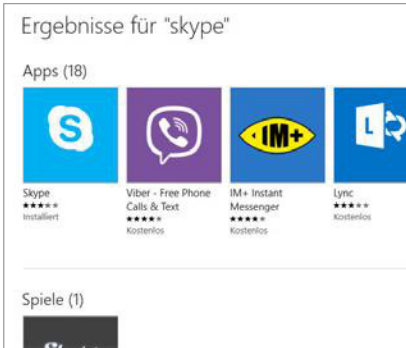 Ergebnisse für "skype"
Apps (18)
S
IM+
L
Skype
Installiert
Viber - Free Phone
Calls & Text
Kostenlos
IM+ Instant
Messenger
Kostenlos
Lync
Kostenlos
Spiele (1)